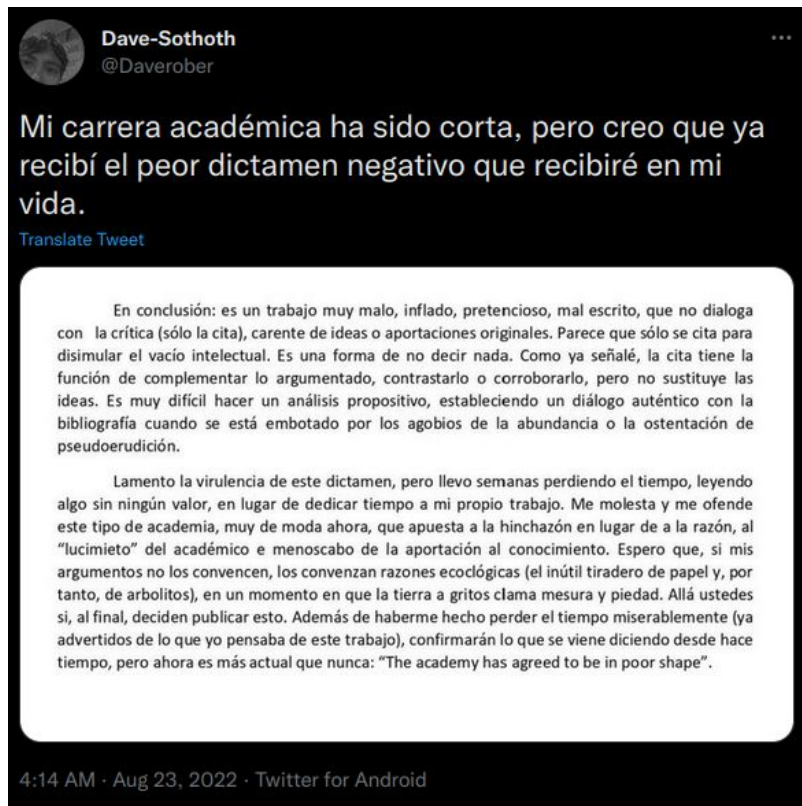 Dave-Sothoth
@Daverober
Mi carrera académica ha sido corta, pero creo que ya
recibí el peor dictamen negativo que recibiré en mi
vida.
Translate Tweet
En conclusión: es un trabajo muy malo, inflado, pretencioso, mal escrito, que no dialoga
con la crítica (sólo la cita), carente de ideas o aportaciones originales. Parece que sólo se cita para
disimular el vacío intelectual. Es una forma de no decir nada. Como ya señalé, la cita tiene la
función de complementar lo argumentado, contrastarlo o corroborarlo, pero no sustituye las
ideas. Es muy difícil hacer un análisis propositivo, estableciendo un diálogo auténtico con la
bibliografía cuando se está embotado por los agobios de la abundancia o la ostentación de
pseudoerudición.
Lamento la virulencia de este dictamen, pero llevo semanas perdiendo el tiempo, leyendo
algo sin ningún valor, en lugar de dedicar tiempo a mi propio trabajo. Me molesta y me ofende
este tipo de academia, muy de moda ahora, que apuesta a la hinchazón en lugar de a la razón, al
“lucimieto” del académico e menoscabo de la aportación al conocimiento. Espero que, si mis
argumentos no los convencen, los convenzan razones ecoclógicas (el inútil tiradero de papel y, por
tanto, de arbolitos), en un momento en que la tierra a gritos clama mesura y piedad. Allá ustedes
si, al final, deciden publicar esto. Además de haberme hecho perder el tiempo miserablemente (ya
advertidos de lo que yo pensaba de este trabajo), confirmarán lo que se viene diciendo desde hace
tiempo, pero ahora es más actual que nunca: “The academy has agreed to be in poor shape”.
4:14 AM · Aug 23, 2022 · Twitter for Android